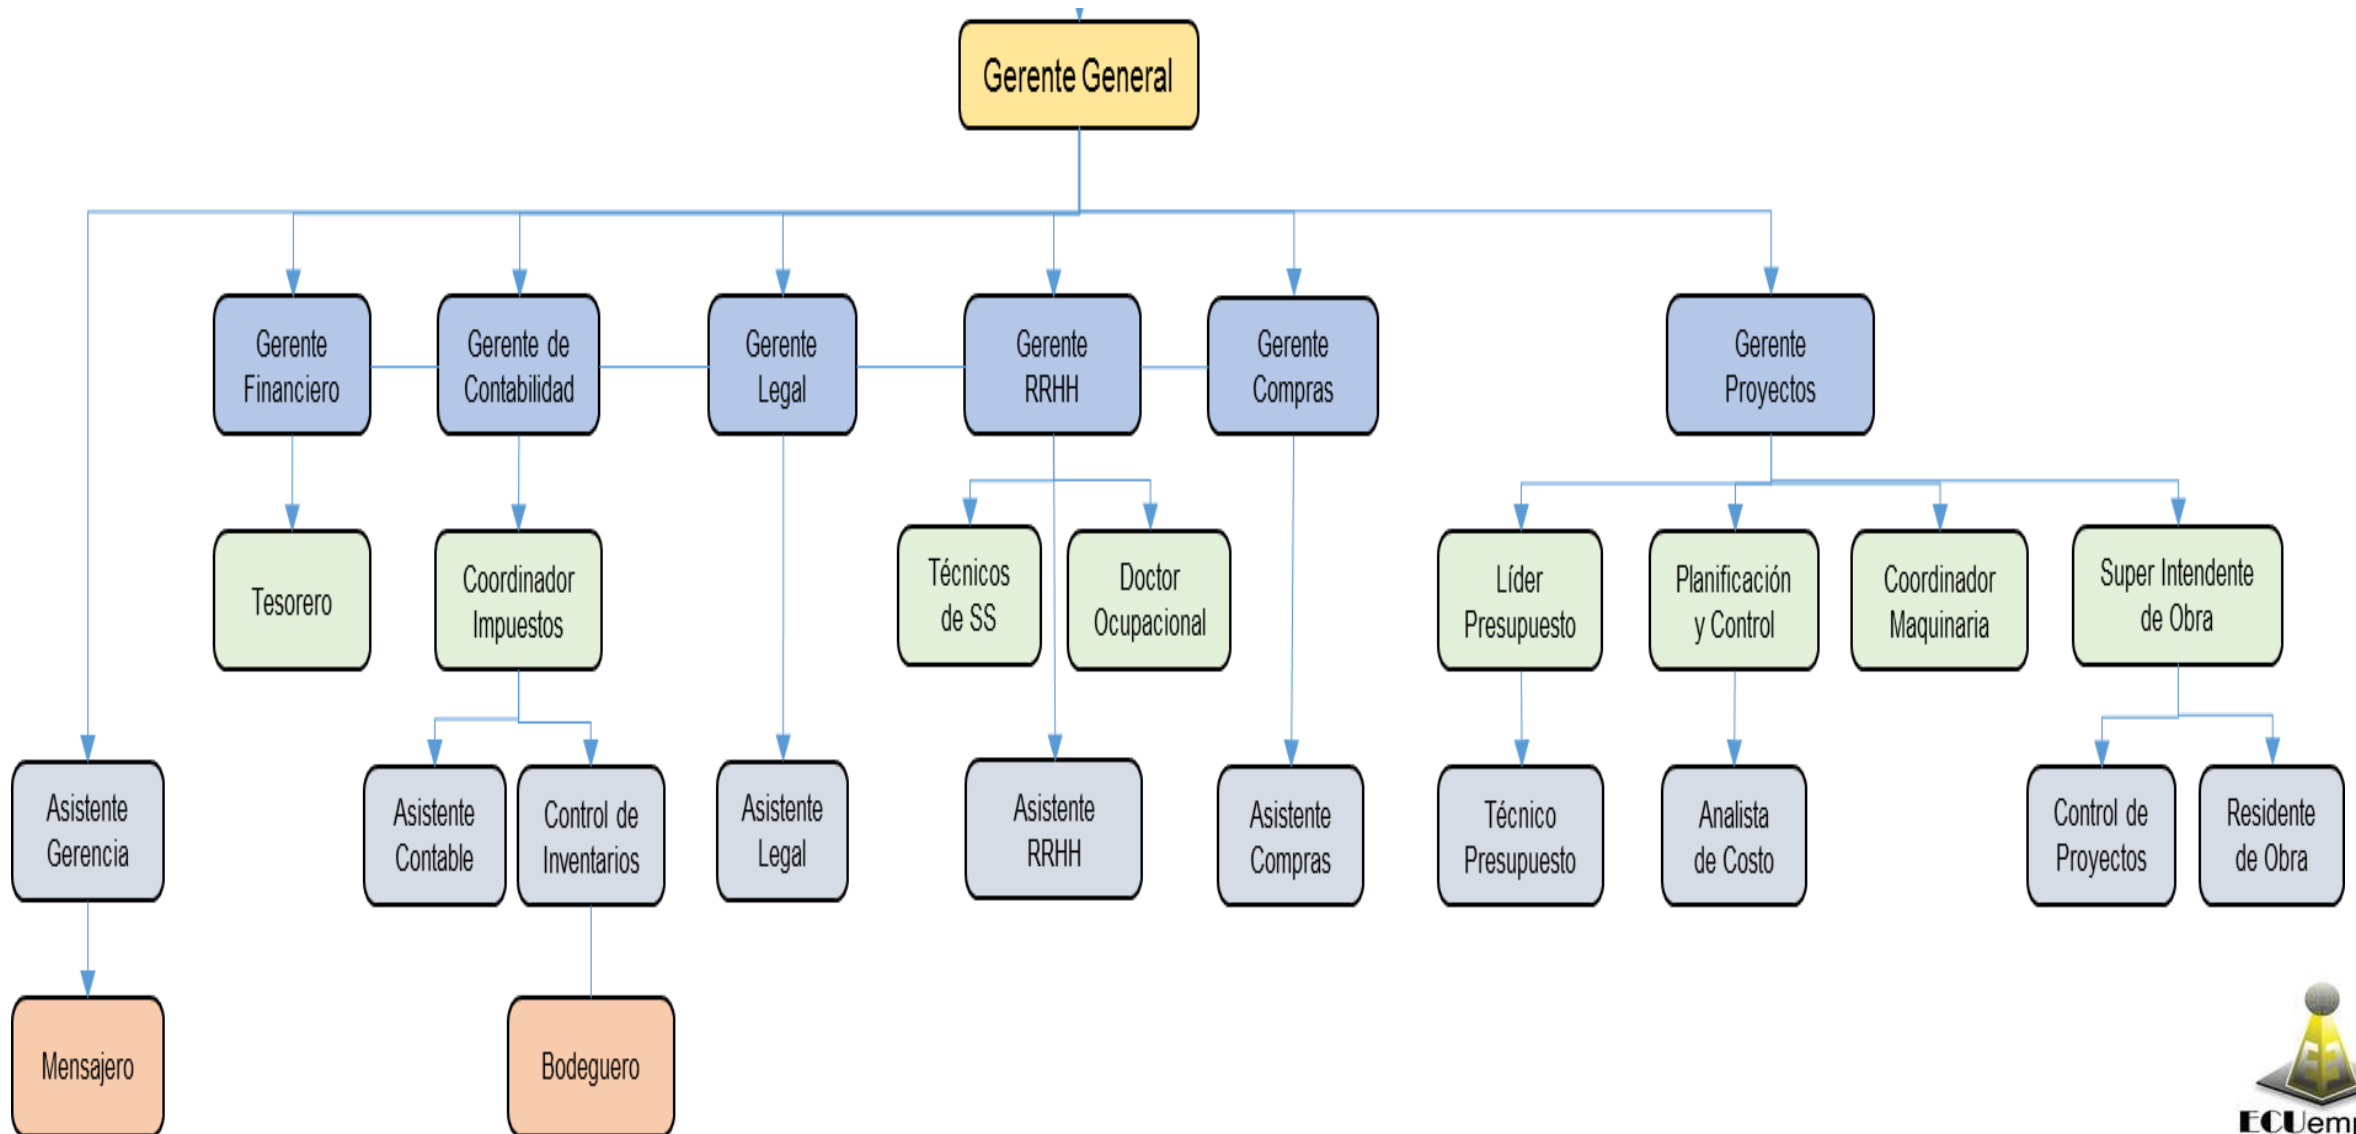 Gerente General
Gerente
Financiero
Gerente de
Contabilidad
Gerente
Legal
Gerente
RRHH
Gerente
Compras
Gerente
Proyectos
Tesorero
Coordinador
Impuestos
Técnicos
de SS
Doctor
Ocupacional
Líder
Presupuesto
Planificación
y Control
Coordinador
Maquinaria
Super Intendente
de Obra
Asistente
Gerencia
Asistente
Contable
Control de
Inventarios
Asistente
Legal
Asistente
RRHH
Asistente
Compras
Técnico
Presupuesto
Analista
de Costo
Control de
Proyectos
Residente
de Obra
Mensajero
Bodeguero